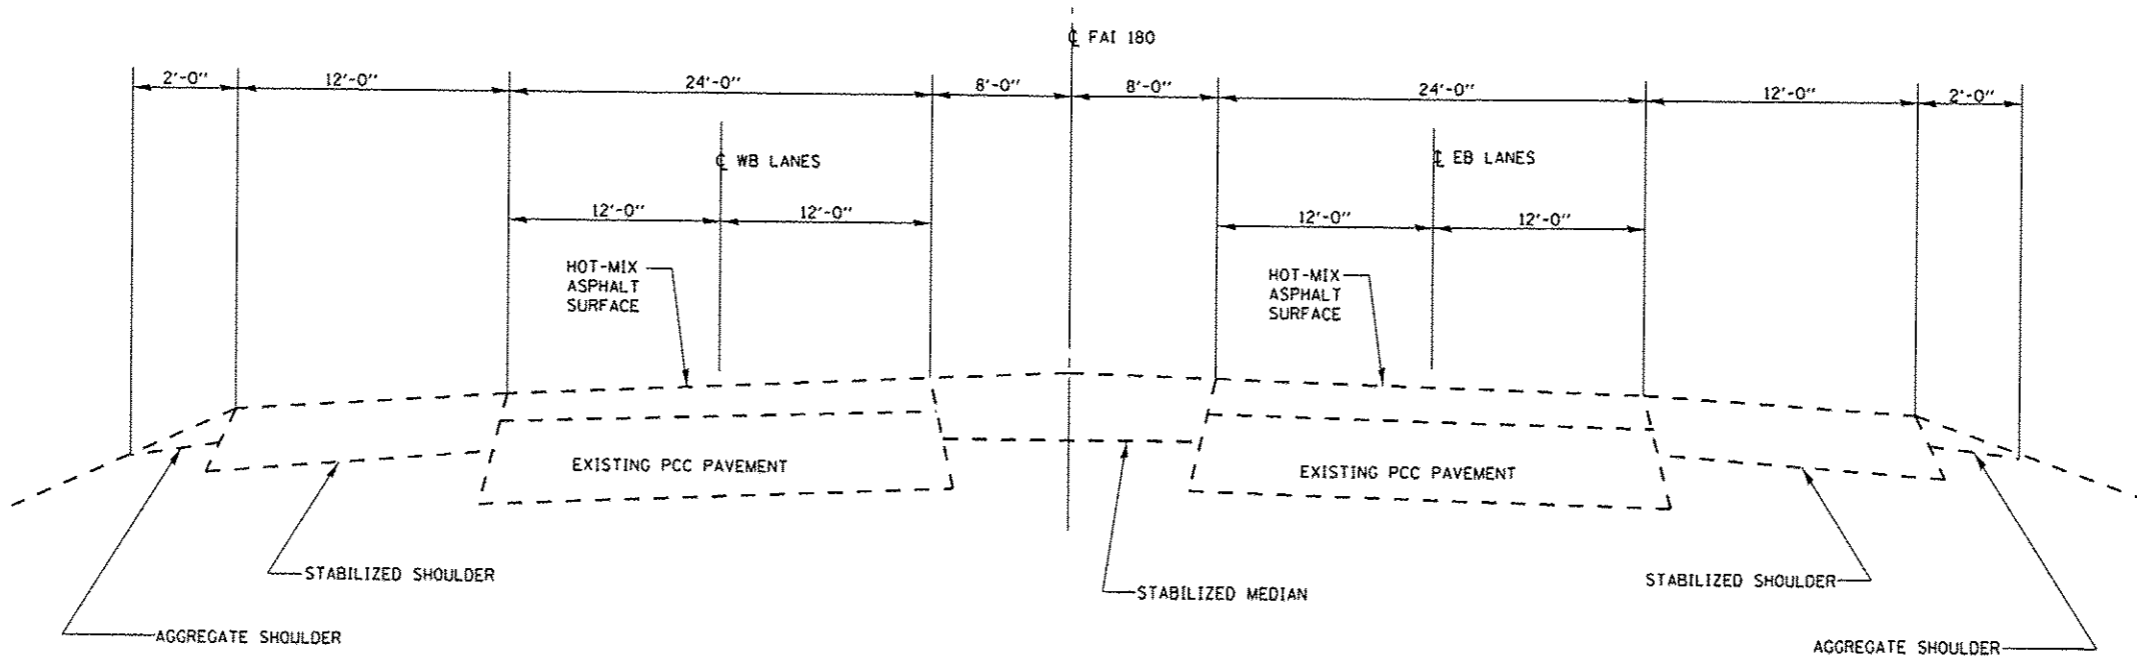 ℄ FAI 180
2'-0"
12'-0"
24'-0"
8'-0"
8'-0"
24'-0"
12'-0"
2'-0"
℄ WB LANES
℄ EB LANES
12'-0"
12'-0"
12'-0"
12'-0"
HOT-MIX
ASPHALT
SURFACE
HOT-MIX
ASPHALT
SURFACE
EXISTING PCC PAVEMENT
EXISTING PCC PAVEMENT
STABILIZED SHOULDER
STABILIZED MEDIAN
STABILIZED SHOULDER
AGGREGATE SHOULDER
AGGREGATE SHOULDER